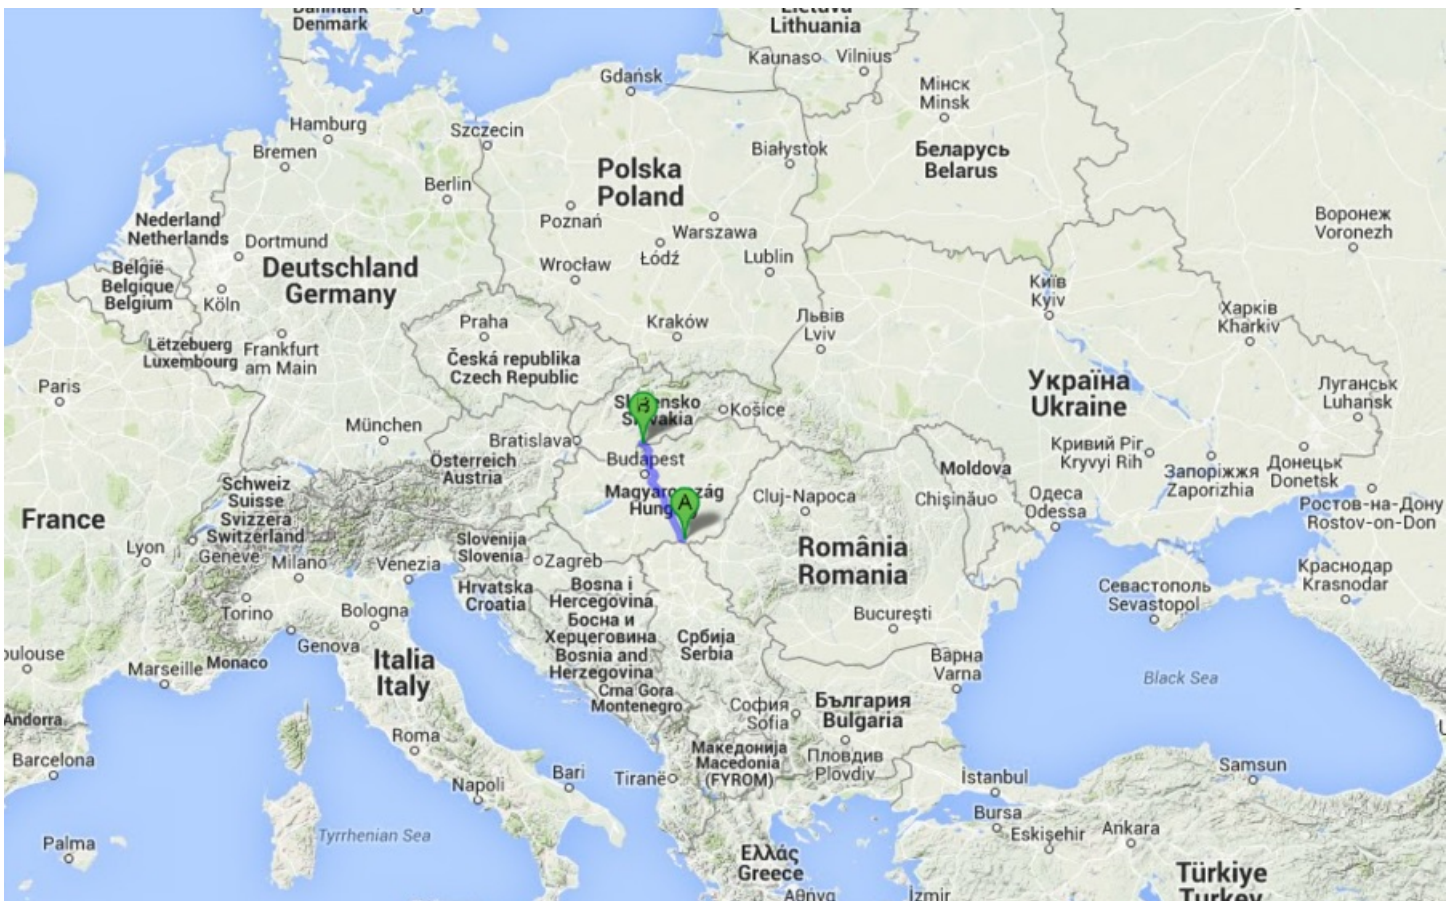 Danmark
Denmark
Lietuva
Lithuania
Kaunas
Vilnius
Gdańsk
Мінск
Minsk
Hamburg
Szczecin
Bremen
Białystok
Беларусь
Belarus
Polska
Poland
Berlin
Poznań
Nederland
Netherlands
Dortmund
Warszawa
Воронеж
Voronezh
België
Belgique
Belgium
Deutschland
Germany
Köln
Wrocław
Łódź
Lublin
Київ
Kyiv
Харків
Kharkiv
Praha
Kraków
Львів
Lviv
Lëtzebuerg
Luxembourg
Frankfurt
am Main
Česká republika
Czech Republic
Paris
Україна
Ukraine
Луганськ
Luhansk
B
Košice
München
Bratislava
Österreich
Austria
Budapest
Кривий Ріг
Kryvyi Rih
Запоріжжя
Zaporizhia
Донецьк
Donetsk
Moldova
Chișinău
Одеса
Odessa
Ростов-на-Дону
Rostov-on-Don
Schweiz
Suisse
Svizzera
Switzerland
France
A
Cluj-Napoca
Lyon
Geneve
Milano
Venezia
Slovenija
Slovenia
Zagreb
România
Romania
Краснодар
Krasnodar
Севастополь
Sevastopol
Torino
Bologna
Hrvatska
Croatia
Bosna i
Hercegovina
Босна и
Херцеговина
Bosnia and
Herzegovina
București
Genova
Србија
Serbia
Marseille
Monaco
Italia
Italy
Crna Gora
Montenegro
Варна
Varna
Black Sea
Andorra
София
Sofia
България
Bulgaria
Roma
Barcelona
Македонија
Macedonia
(FYROM)
Пловдив
Plovdiv
Napoli
Bari
Tiranë
İstanbul
Samsun
Bursa
Eskişehir
Ankara
Palma
Tyrrhenian Sea
Ελλάς
Greece
Türkiye
Turkey
Αθήνα
İzmir